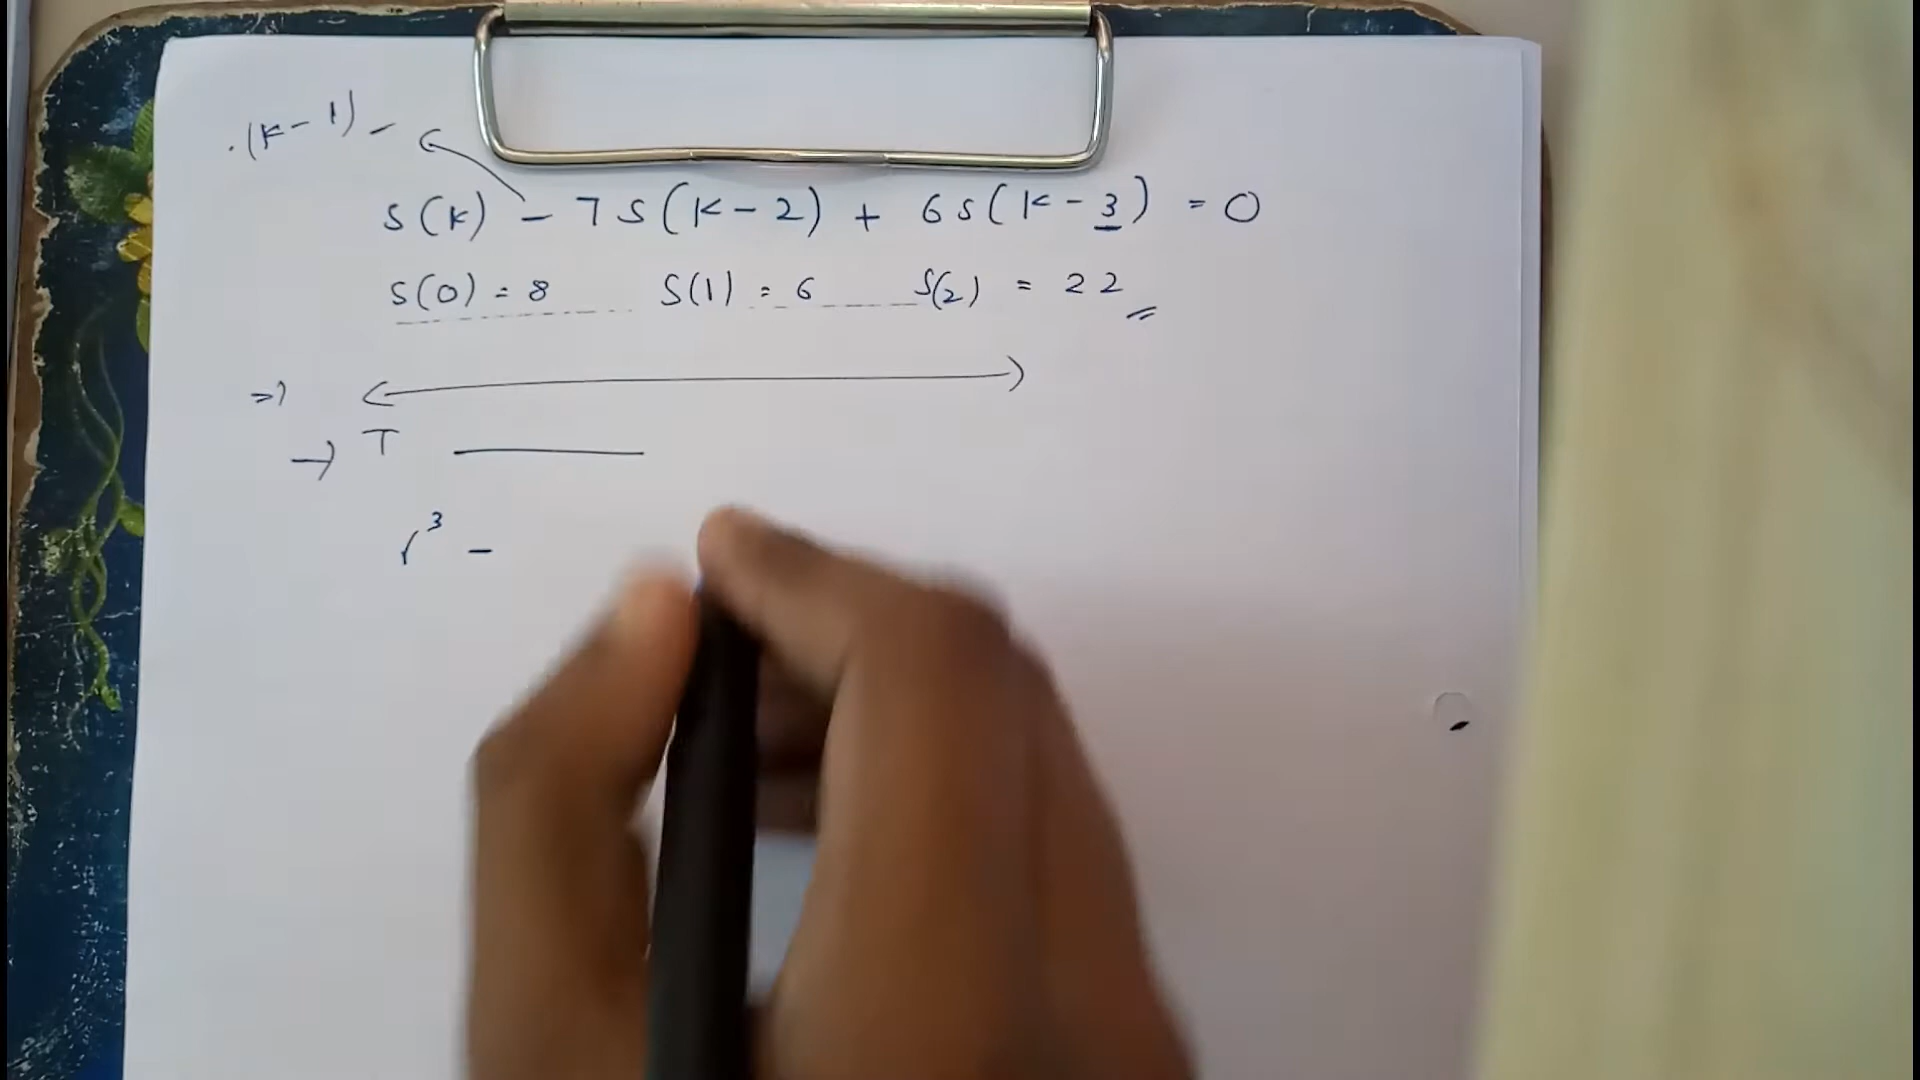 .(k-1) -
S(k) - 7S(k-2) + 6S(k-3) = 0
S(0) = 8 S(1) = 6 S(2) = 22
=>
→ T
r³ -